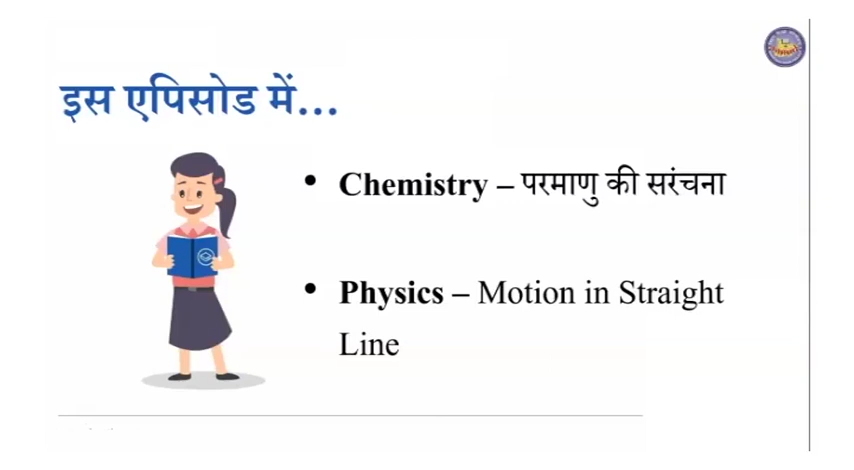 इस एपिसोड में...
• Chemistry – परमाणु की सरंचना
• Physics – Motion in Straight
Line